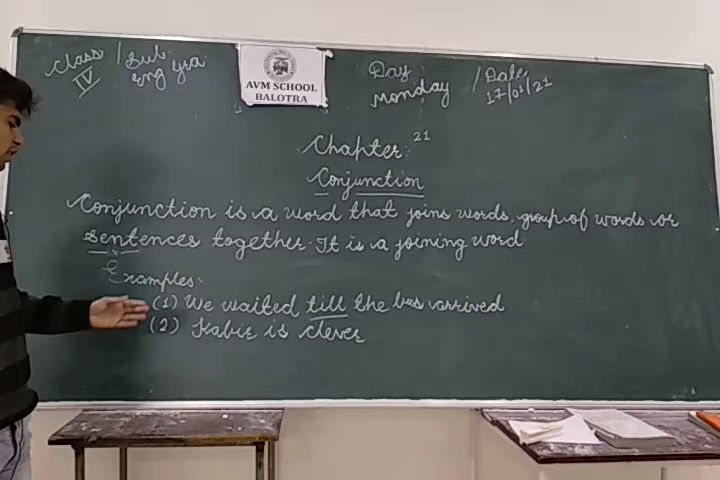 Class / Sub
IV Eng gra
AVM SCHOOL
BALOTRA
Day / Date
Monday 17/01/21
Chapter: 21
Conjunction
Conjunction is a word that joins words, group of words or
sentences together. It is a joining word
Examples:
(1) We waited till the bus arrived
(2) Kabir is clever